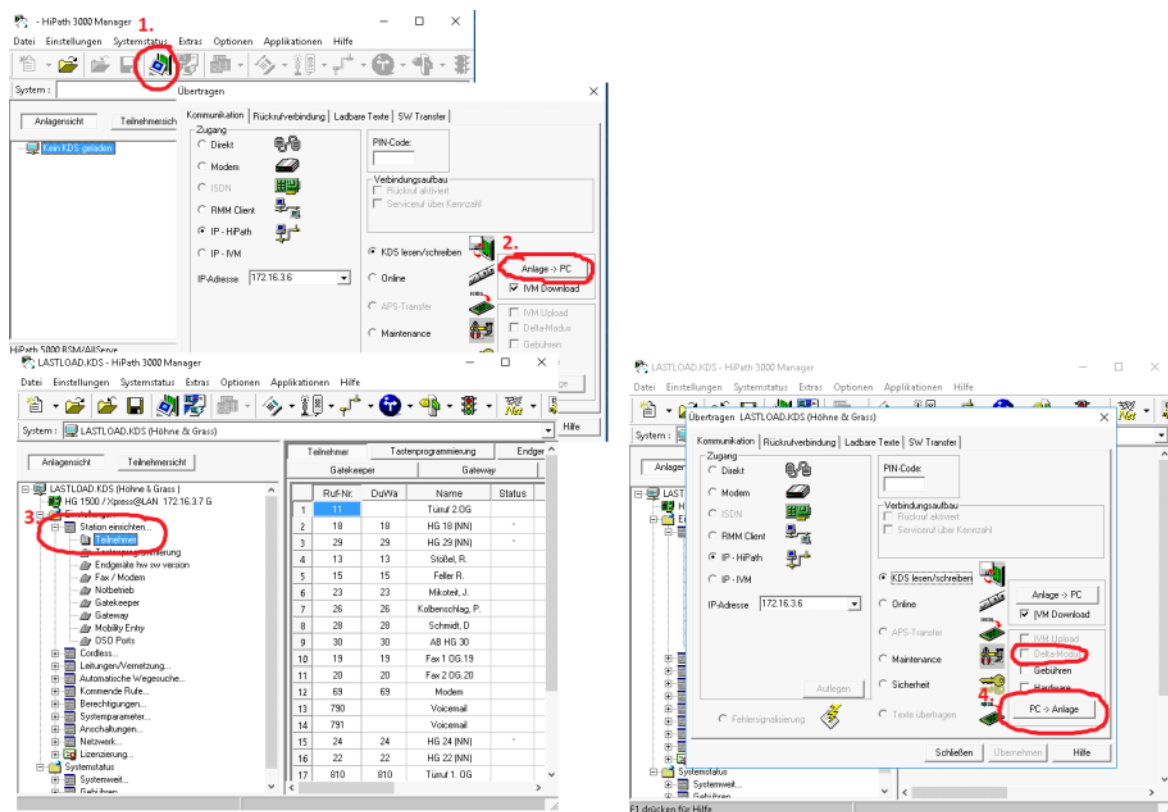 - HiPath 3000 Manager
1.
Datei Einstellungen Systemstatus Extras Optionen Applikationen Hilfe
System :
Anlagensicht
Teilnehmersich
Kein KDS geladen
Übertragen
Kommunikation Rückrufverbindung Ladbare Texte SW Transfer
Zugang
Direkt
Modem
ISDN
RMM Client
IP - HiPath
IP - IVM
IP-Adresse 172.16.3.6
PIN-Code:
Verbindungsaufbau
Rückruf aktiviert
Serviceruf über Kennzahl
KDS lesen/schreiben
Online
APS-Transfer
Maintenance
2.
Anlage -> PC
IVM Download
IVM Upload
Delta-Modus
Gebühren
HiPath 5000 RSM/AllServe
Hilfe
LASTLOAD.KDS - HiPath 3000 Manager
Datei Einstellungen Systemstatus Extras Optionen Applikationen Hilfe
Net
System : LASTLOAD.KDS (Höhne & Grass)
Anlagensicht
Teilnehmersicht
LASTLOAD.KDS (Höhne & Grass )
HG 1500 / Xpress@LAN 172.16.3.7 G
3.
Einstellungen
Station einrichten...
Teilnehmer
Tastenprogrammierung
Endgeräte hw sw version
Fax / Modem
Notbetrieb
Gatekeeper
Gateway
Mobility Entry
OSO Ports
Cordless...
Leitungen/Vernetzung...
Automatische Wegesuche...
Kommende Rufe...
Berechtigungen...
Systemparameter...
Anschaltungen...
Netzwerk...
Lizenzierung...
Systemstatus
Systemweit...
Gebühren
Teilnehmer Tastenprogrammierung Endger
Gatekeeper Gateway
Ruf-Nr. DuWa Name Status
1 11 Türruf 2.OG
2 18 18 HG 18 (NN) *
3 29 29 HG 29 (NN) *
4 13 13 Stoßel, R.
5 15 15 Feller R.
6 23 23 Mikoteit, J.
7 26 26 Kolbenschlag, P.
8 28 28 Schmidt, D
9 30 30 AB HG 30
10 19 19 Fax 1 OG.19
11 20 20 Fax 2 OG.20
12 69 69 Modem
13 790 Voicemail
14 791 Voicemail
15 24 24 HG 24 (NN) *
16 22 22 HG 22 (NN)
17 810 810 Türruf 1. OG
LASTLOAD.KDS - HiPath 3000 Manager
Datei Einstellungen Systemstatus Extras Optionen Applikationen Hilfe
Net
System :
Anlager
LAST
H
Ei
Übertragen LASTLOAD.KDS (Höhne & Grass)
Kommunikation Rückrufverbindung Ladbare Texte SW Transfer
Zugang
Direkt
Modem
ISDN
RMM Client
IP - HiPath
IP - IVM
IP-Adresse 172.16.3.6
Auflegen
Fehlersignalisierung
PIN-Code:
Verbindungsaufbau
Rückruf aktiviert
Serviceruf über Kennzahl
KDS lesen/schreiben
Online
APS-Transfer
Maintenance
Sicherheit
Texte übertragen
Anlage -> PC
IVM Download
IVM Upload
Delta-Modus
Gebühren
Hardware
4.
PC -> Anlage
Schließen Übernehmen Hilfe
Systemstatus
Systemweit...
Gebühren
F1 drücken für Hilfe